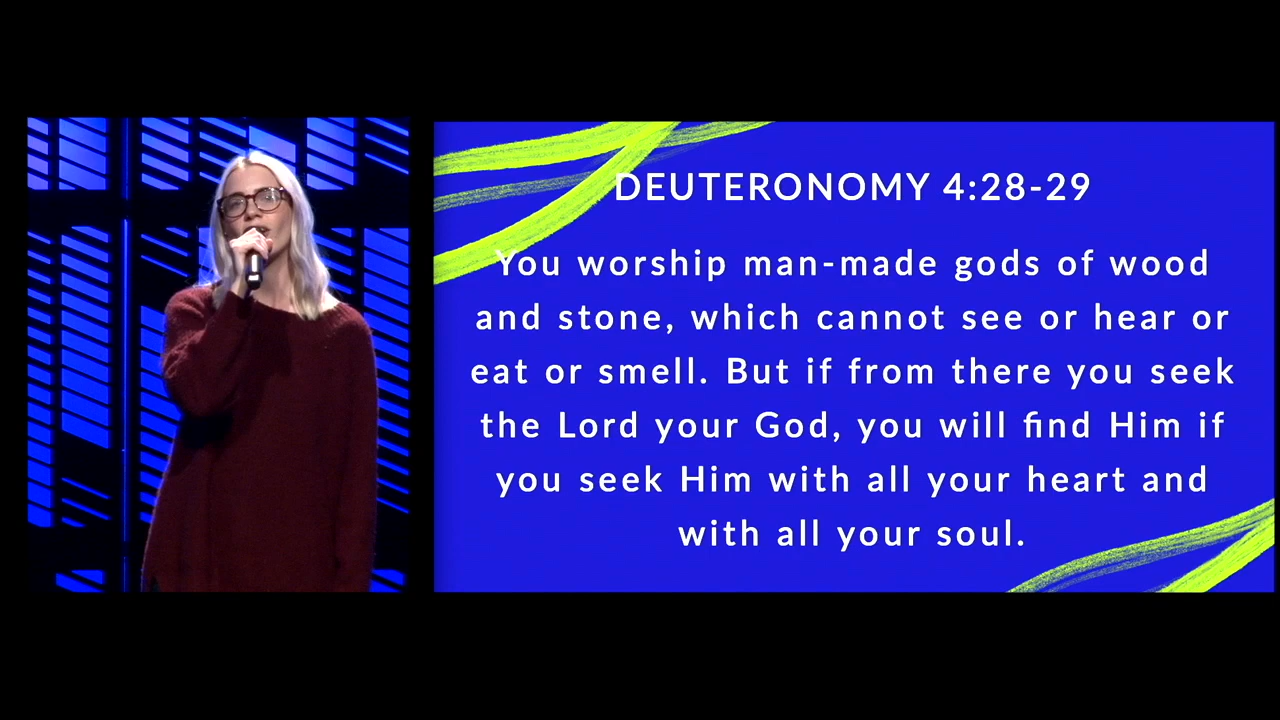 DEUTERONOMY 4:28-29
You worship man-made gods of wood
and stone, which cannot see or hear or
eat or smell. But if from there you seek
the Lord your God, you will find Him if
you seek Him with all your heart and
with all your soul.